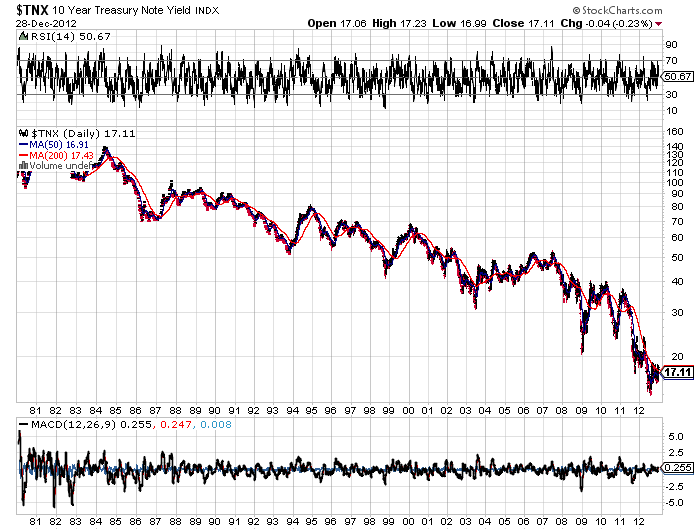 $TNX 10 Year Treasury Note Yield INDX
© StockCharts.com
28-Dec-2012
Open 17.06 High 17.23 Low 16.99 Close 17.11 Chg -0.04 (-0.23%)
RSI(14) 50.67
90
70
50.67
30
10
$TNX (Daily) 17.11
MA(50) 16.91
MA(200) 17.43
Volume undef
160
140
130
120
110
100
90
80
70
60
50
40
30
20
17.11
81 82 83 84 85 86 87 88 89 90 91 92 93 94 95 96 97 98 99 00 01 02 03 04 05 06 07 08 09 10 11 12
MACD(12,26,9) 0.255, 0.247, 0.008
5.0
2.5
0.255
-2.5
-5.0
81 82 83 84 85 86 87 88 89 90 91 92 93 94 95 96 97 98 99 00 01 02 03 04 05 06 07 08 09 10 11 12